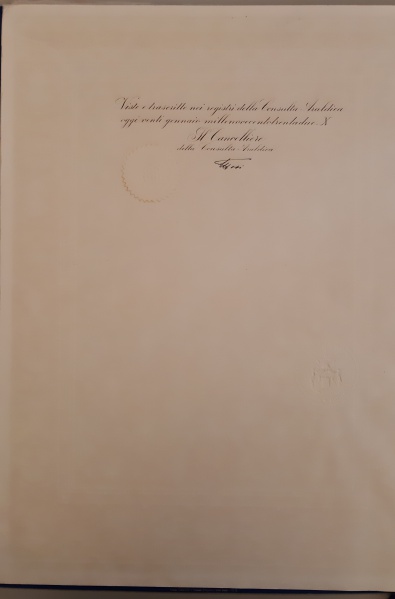 Visto e trascritto nei registri della Consulta Araldica
oggi venti gennaio millenovecentotrentadue X
Il Cancelliere
della Consulta Araldica